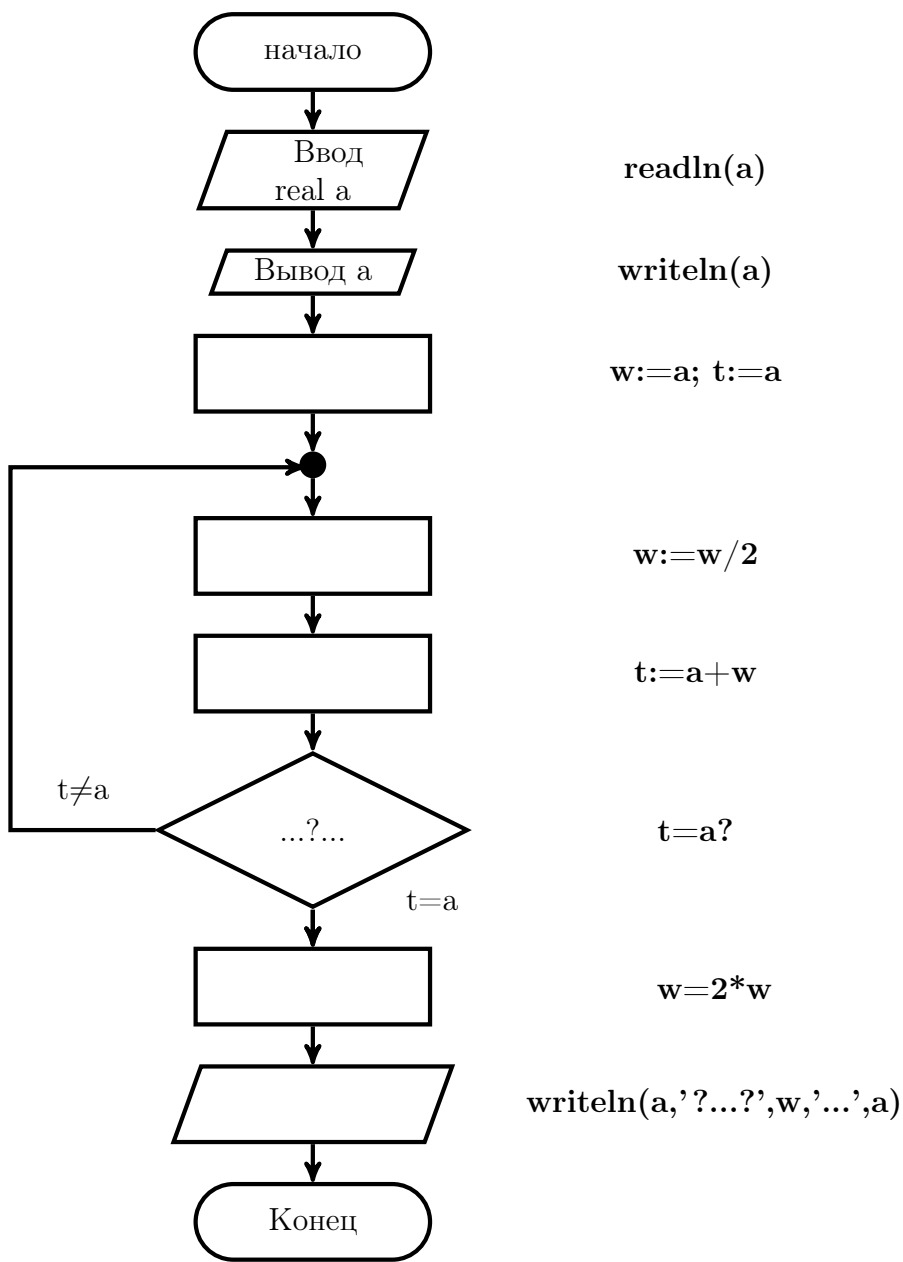 начало
Ввод
real a
readln(a)
Вывод a
writeln(a)
w:=a; t:=a
w:=w/2
t:=a+w
t≠a
...?...
t=a?
t=a
w=2*w
writeln(a,'?...?',w,'...',a)
Конец